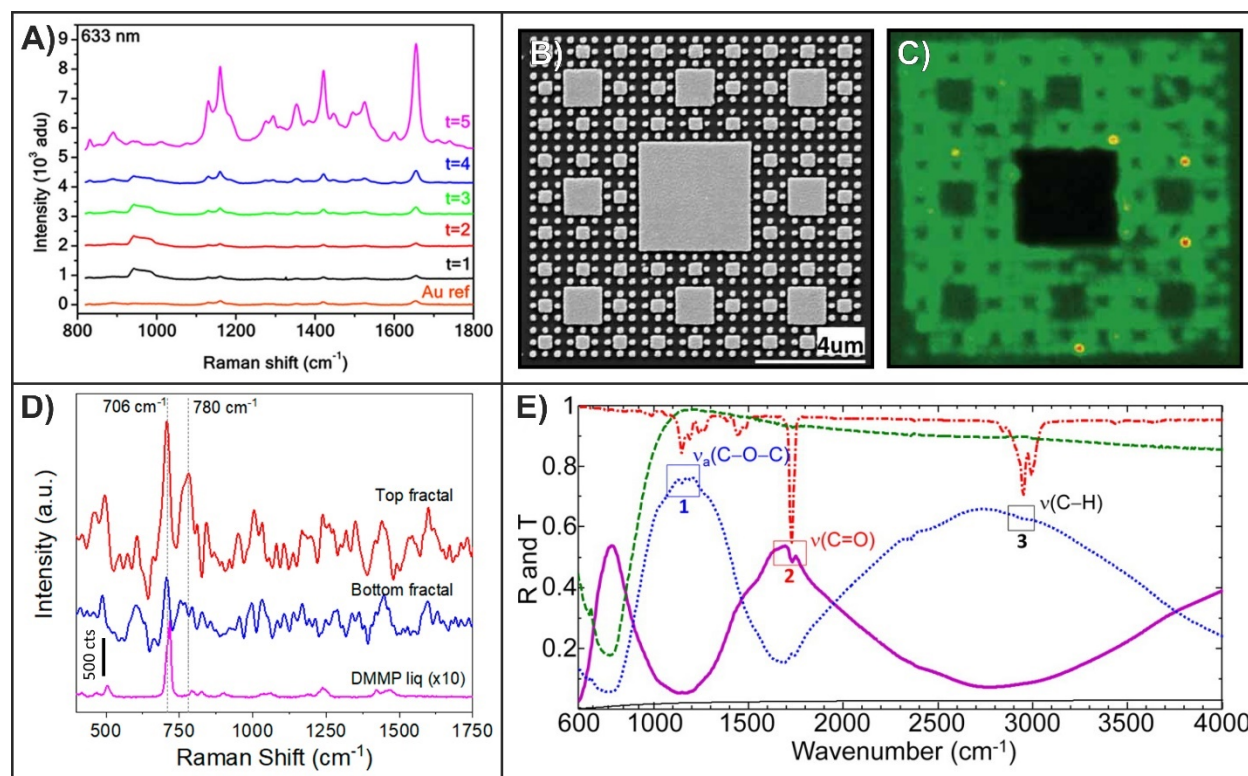 A)
633 nm
9
8
7
6
5
4
3
2
1
0
Intensity (10³ adu)
t=5
t=4
t=3
t=2
t=1
Au ref
800 1000 1200 1400 1600 1800
Raman shift (cm⁻¹)
B)
4um
C)
D)
706 cm⁻¹ 780 cm⁻¹
Top fractal
Bottom fractal
DMMP liq (x10)
500 cts
Intensity (a.u.)
500 750 1000 1250 1500 1750
Raman Shift (cm⁻¹)
E)
1
0.8
0.6
0.4
0.2
R and T
νa(C–O–C)
1
ν(C=O)
2
ν(C–H)
3
600 1000 1500 2000 2500 3000 3500 4000
Wavenumber (cm⁻¹)